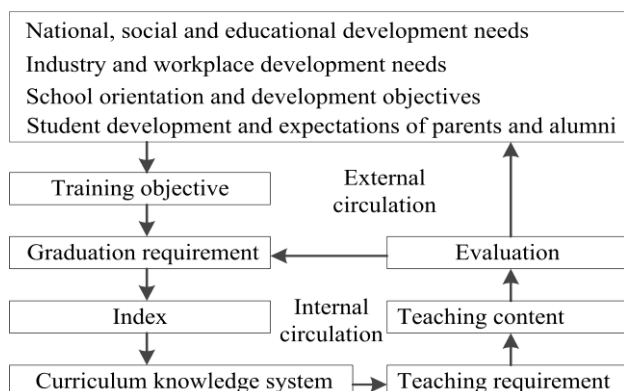 National, social and educational development needs
Industry and workplace development needs
School orientation and development objectives
Student development and expectations of parents and alumni
Training objective
External
circulation
Graduation requirement
Evaluation
Index
Internal
circulation
Teaching content
Curriculum knowledge system
Teaching requirement